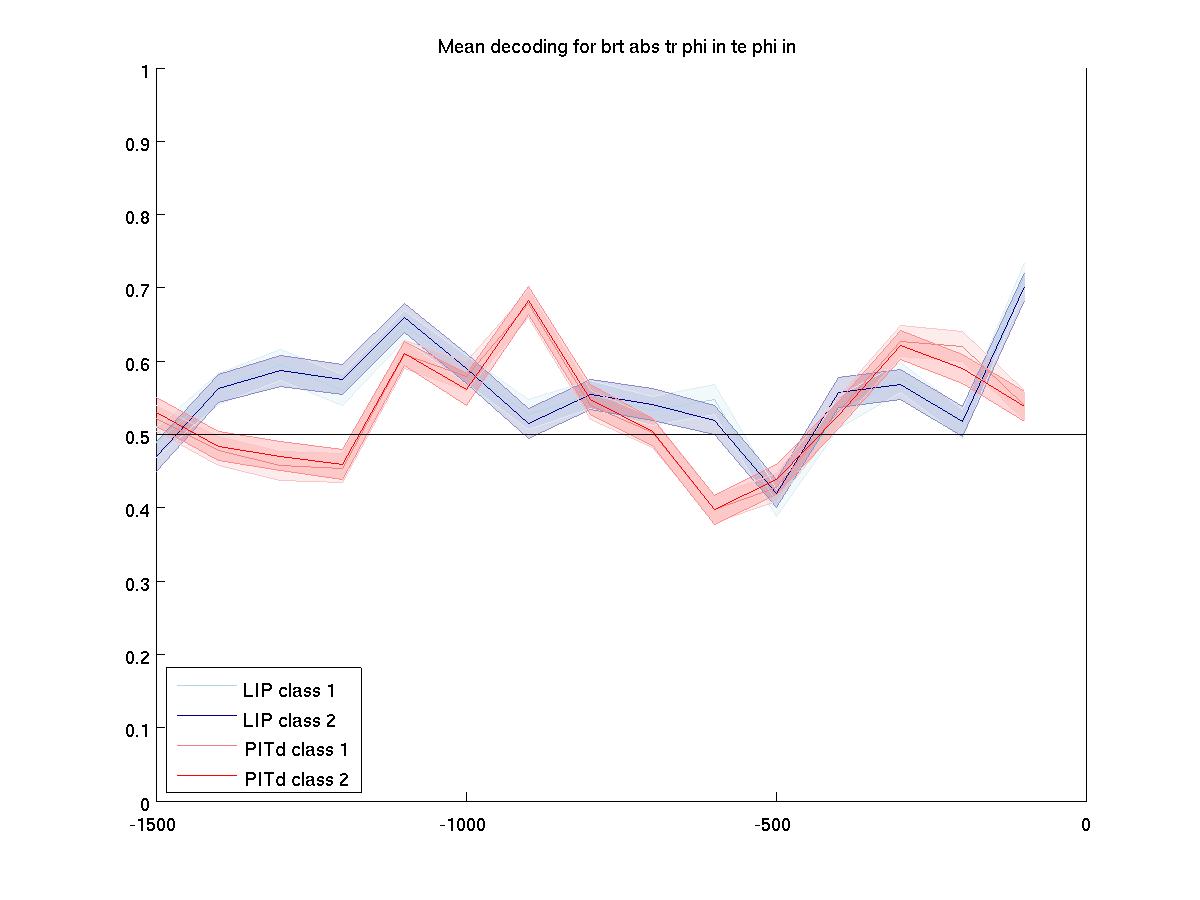 Mean decoding for brt abs tr phi in te phi in
1
0.9
0.8
0.7
0.6
0.5
0.4
0.3
0.2
0.1
0
LIP class 1
LIP class 2
PITd class 1
PITd class 2
-1500 -1000 -500 0